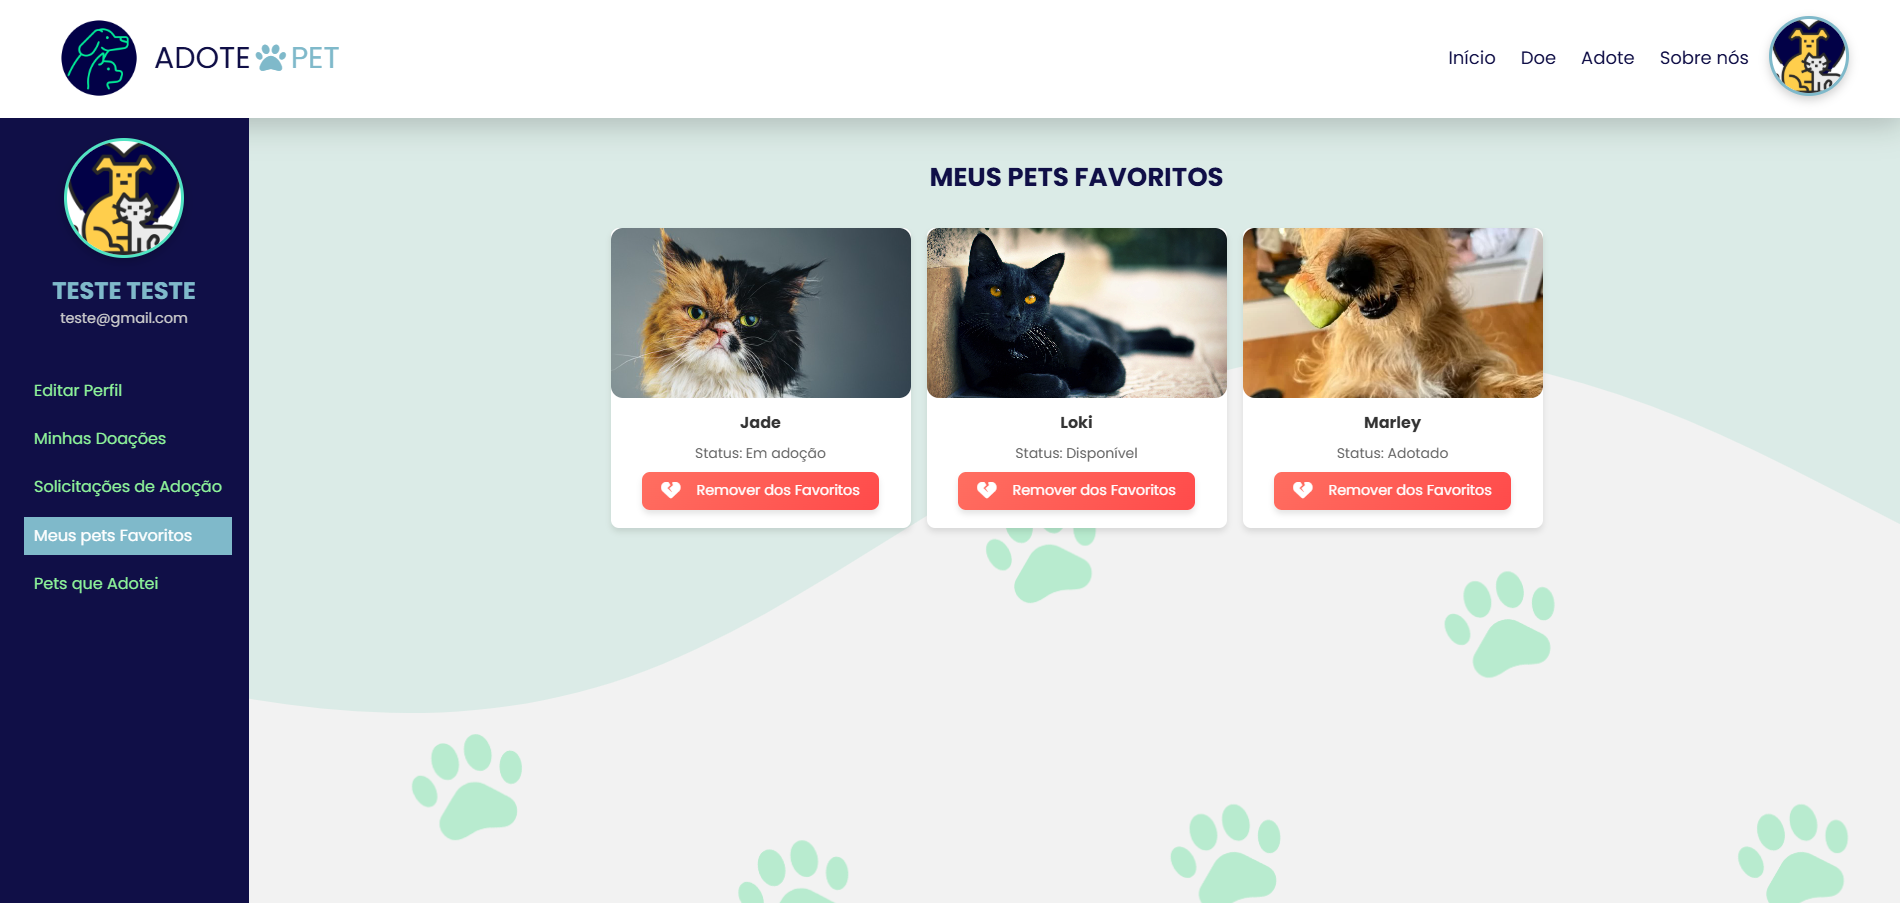 ADOTE PET
Início
Doe
Adote
Sobre nós
TESTE TESTE
teste@gmail.com
Editar Perfil
Minhas Doações
Solicitações de Adoção
Meus pets Favoritos
Pets que Adotei
MEUS PETS FAVORITOS
Jade
Status: Em adoção
Remover dos Favoritos
Loki
Status: Disponível
Remover dos Favoritos
Marley
Status: Adotado
Remover dos Favoritos